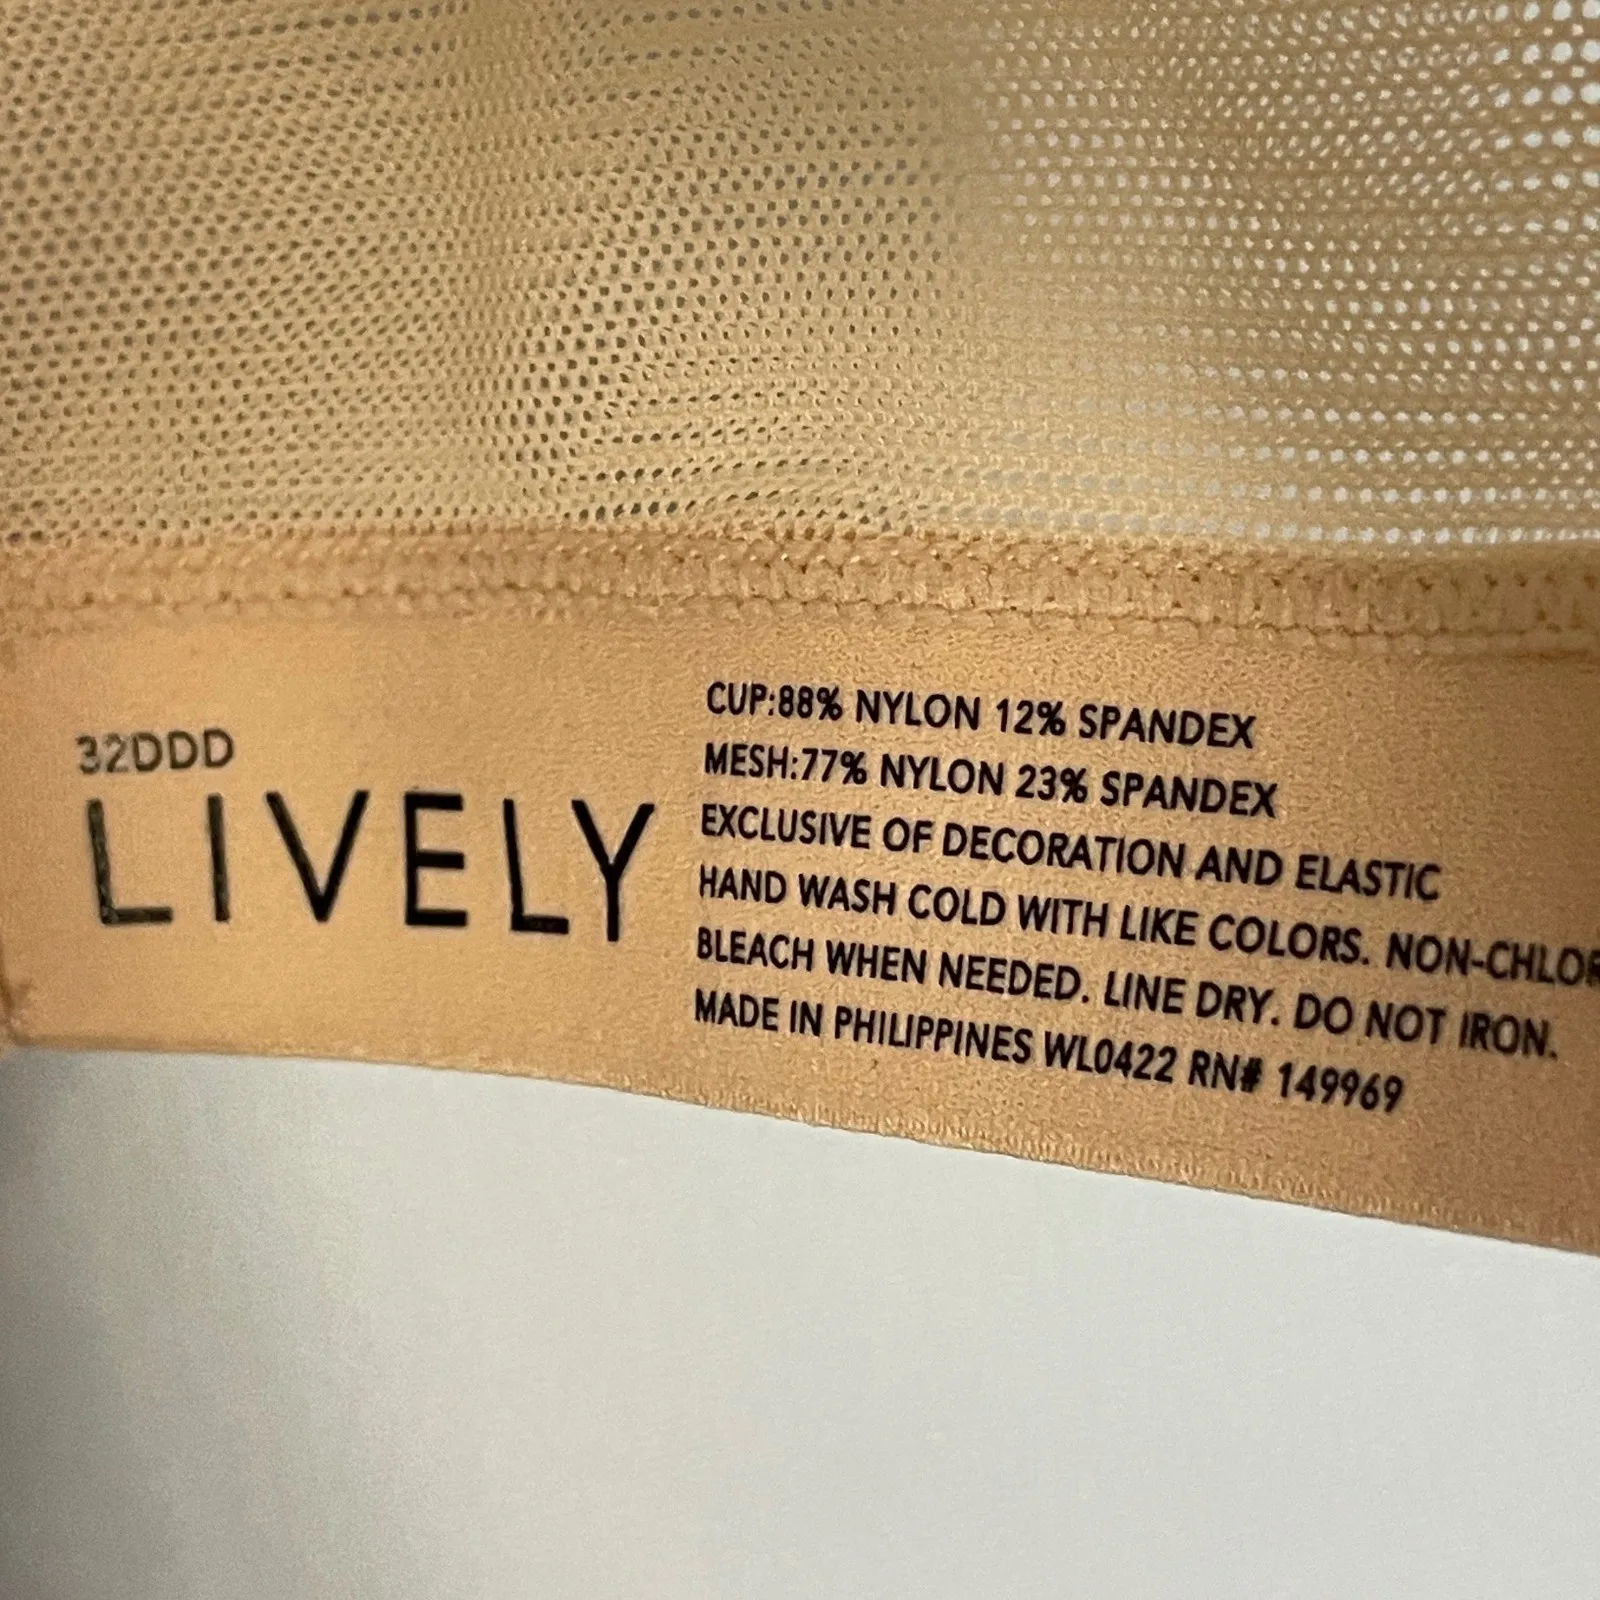 32DDD
LIVELY
CUP:88% NYLON 12% SPANDEX
MESH:77% NYLON 23% SPANDEX
EXCLUSIVE OF DECORATION AND ELASTIC
HAND WASH COLD WITH LIKE COLORS. NON-CHLOR
BLEACH WHEN NEEDED. LINE DRY. DO NOT IRON.
MADE IN PHILIPPINES WL0422 RN# 149969